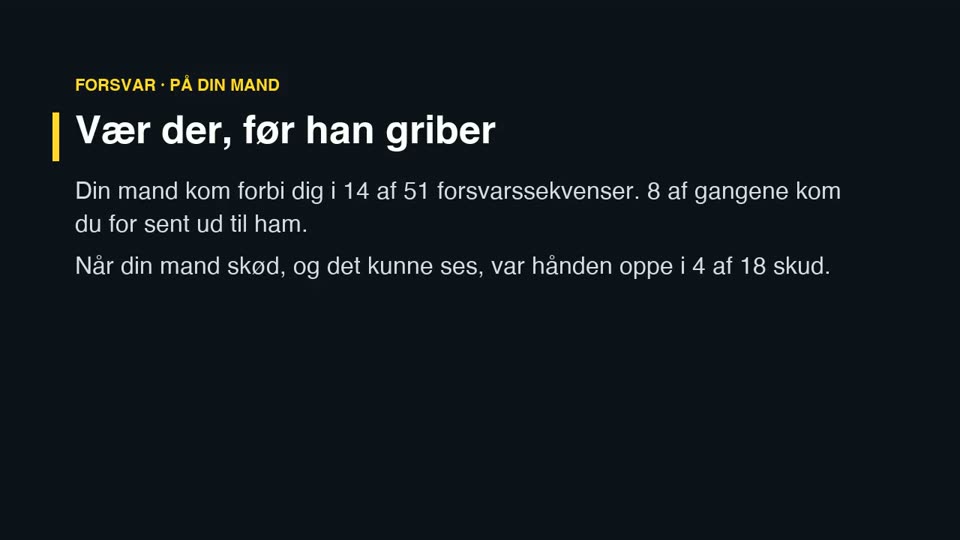 FORSVAR · PÅ DIN MAND
Vær der, før han griber
Din mand kom forbi dig i 14 af 51 forsvarssekvenser. 8 af gangene kom
du for sent ud til ham.
Når din mand skød, og det kunne ses, var hånden oppe i 4 af 18 skud.